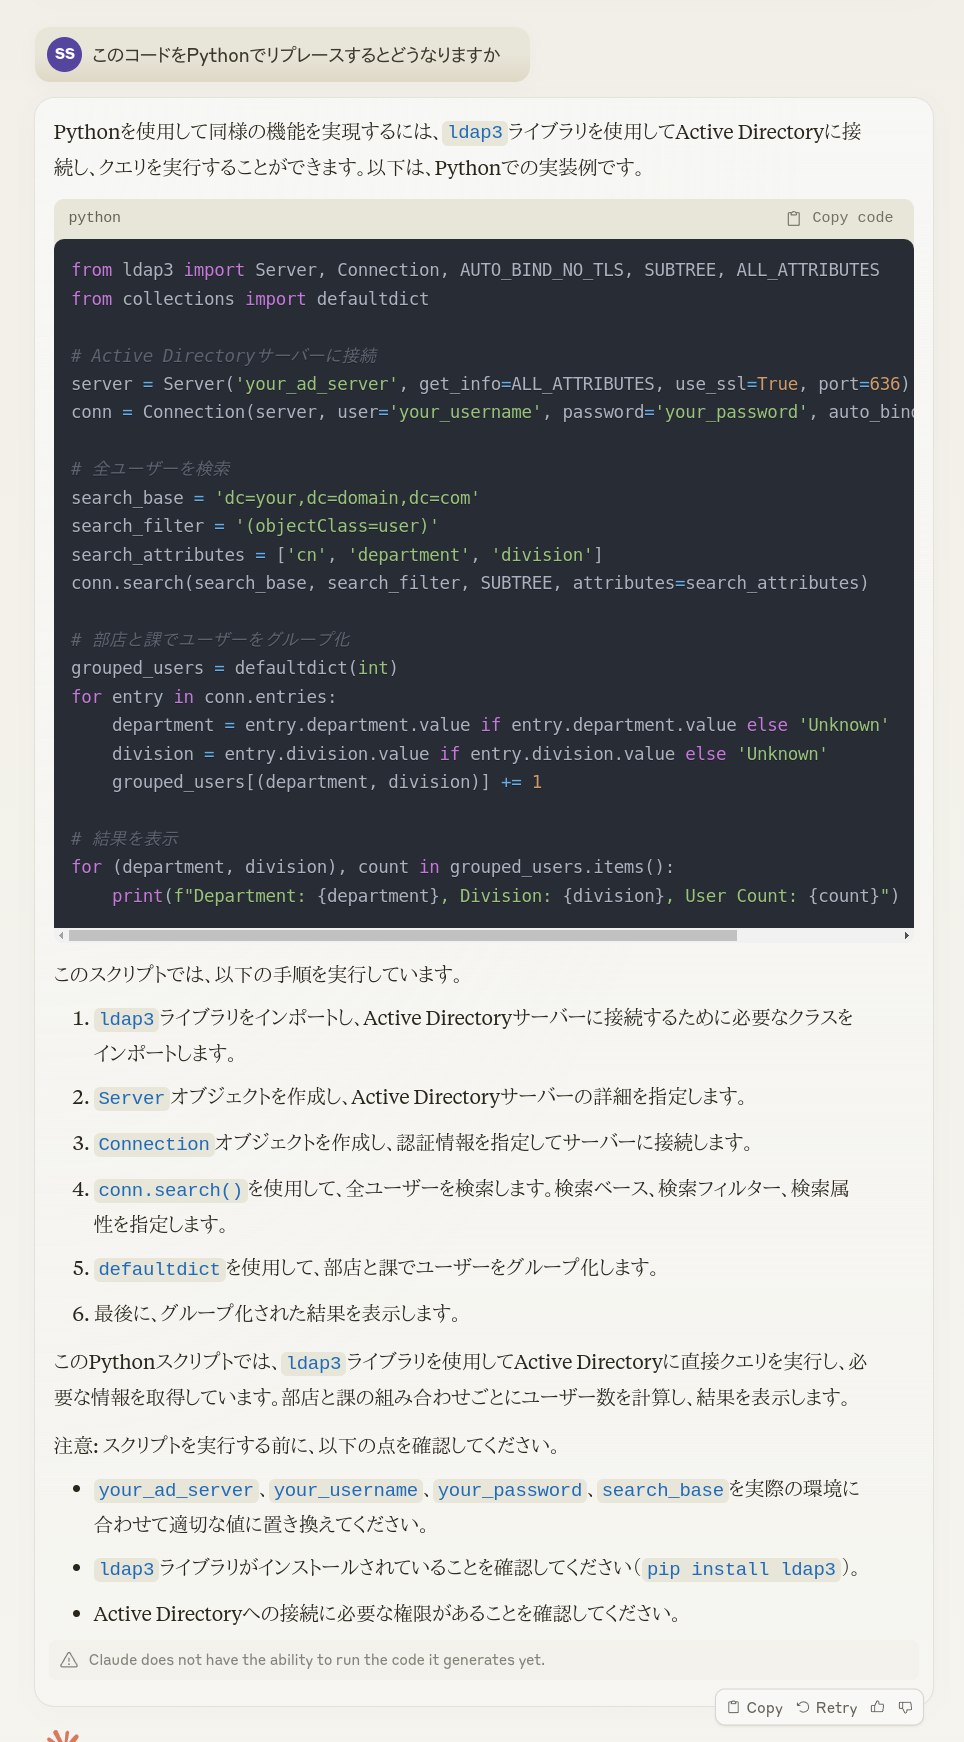 SS このコードをPythonでリプレースするとどうなりますか
Pythonを使用して同様の機能を実現するには、ldap3ライブラリを使用してActive Directoryに接
続し、クエリを実行することができます。以下は、Pythonでの実装例です。
python Copy code
from ldap3 import Server, Connection, AUTO_BIND_NO_TLS, SUBTREE, ALL_ATTRIBUTES
from collections import defaultdict
# Active Directoryサーバーに接続
server = Server('your_ad_server', get_info=ALL_ATTRIBUTES, use_ssl=True, port=636)
conn = Connection(server, user='your_username', password='your_password', auto_bind
# 全ユーザーを検索
search_base = 'dc=your,dc=domain,dc=com'
search_filter = '(objectClass=user)'
search_attributes = ['cn', 'department', 'division']
conn.search(search_base, search_filter, SUBTREE, attributes=search_attributes)
# 部店と課でユーザーをグループ化
grouped_users = defaultdict(int)
for entry in conn.entries:
    department = entry.department.value if entry.department.value else 'Unknown'
    division = entry.division.value if entry.division.value else 'Unknown'
    grouped_users[(department, division)] += 1
# 結果を表示
for (department, division), count in grouped_users.items():
    print(f"Department: {department}, Division: {division}, User Count: {count}")
このスクリプトでは、以下の手順を実行しています。
1. ldap3ライブラリをインポートし、Active Directoryサーバーに接続するために必要なクラスを
インポートします。
2. Serverオブジェクトを作成し、Active Directoryサーバーの詳細を指定します。
3. Connectionオブジェクトを作成し、認証情報を指定してサーバーに接続します。
4. conn.search()を使用して、全ユーザーを検索します。検索ベース、検索フィルター、検索属
性を指定します。
5. defaultdictを使用して、部店と課でユーザーをグループ化します。
6. 最後に、グループ化された結果を表示します。
このPythonスクリプトでは、ldap3ライブラリを使用してActive Directoryに直接クエリを実行し、必
要な情報を取得しています。部店と課の組み合わせごとにユーザー数を計算し、結果を表示します。
注意: スクリプトを実行する前に、以下の点を確認してください。
• your_ad_server、your_username、your_password、search_baseを実際の環境に
合わせて適切な値に置き換えてください。
• ldap3ライブラリがインストールされていることを確認してください（pip install ldap3）。
• Active Directoryへの接続に必要な権限があることを確認してください。
Claude does not have the ability to run the code it generates yet.
Copy Retry